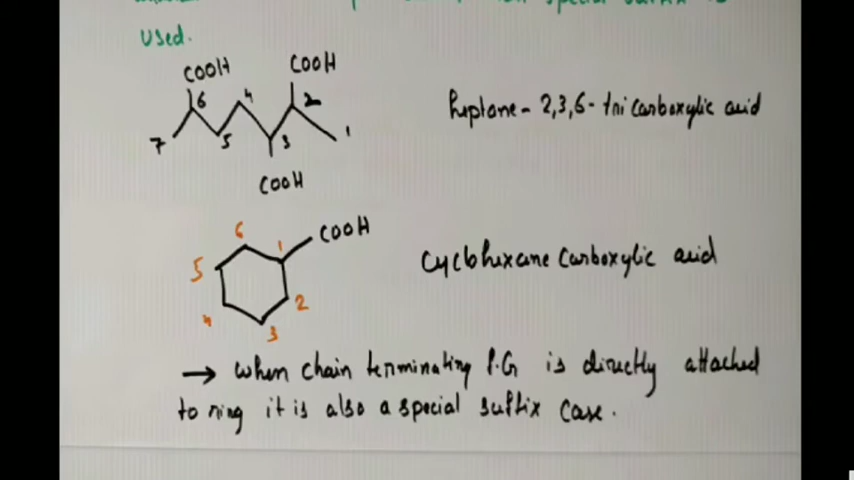 used.
COOH
COOH
6
4
2
7
5
3
1
COOH
Heptane - 2,3,6 - tricarboxylic acid
COOH
6
1
5
2
4
3
cyclohexane carboxylic acid
→ when chain terminating f.G is directly attached
to ring it is also a special suffix case.